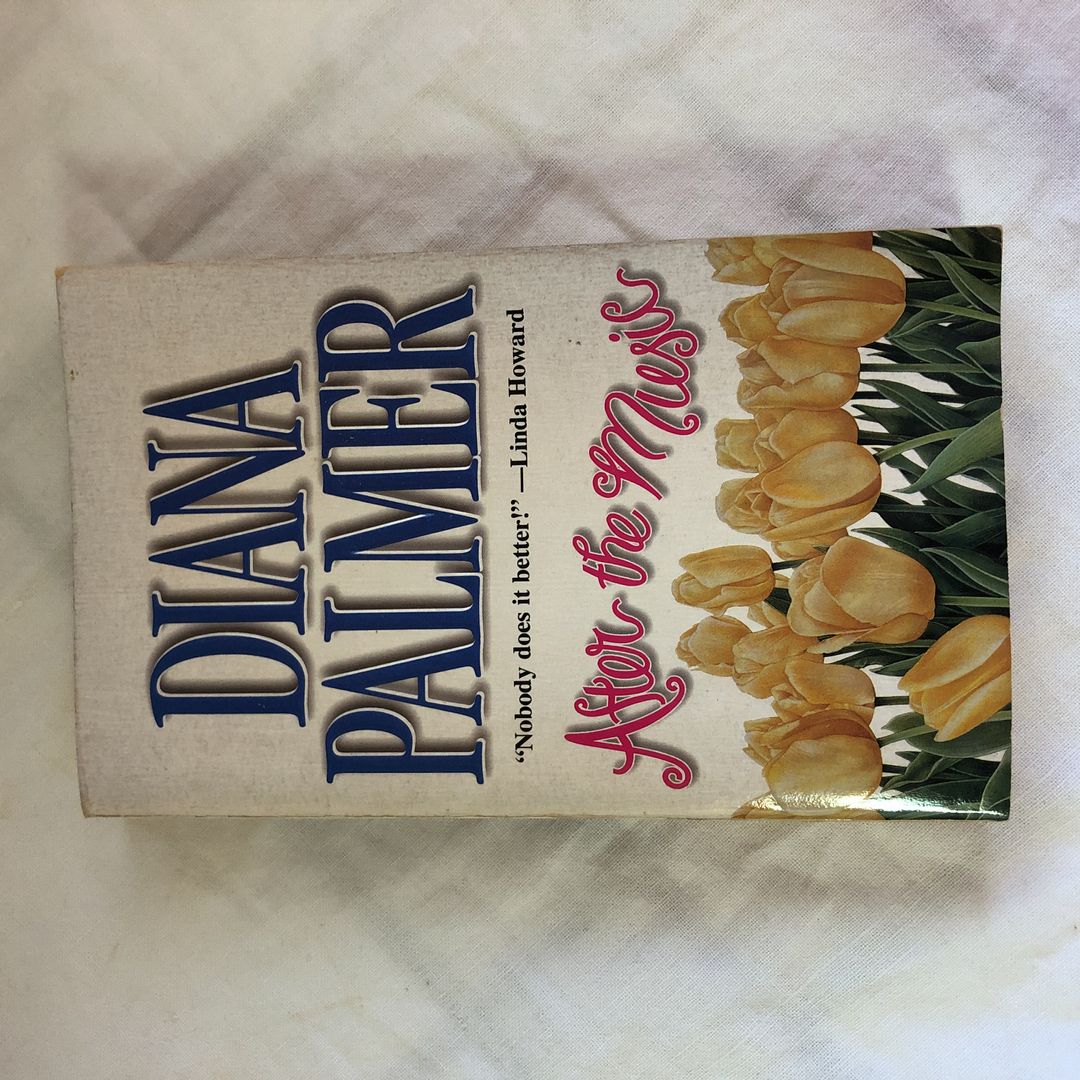 DIANA
PALMER
“Nobody does it better!” —Linda Howard
After the Music